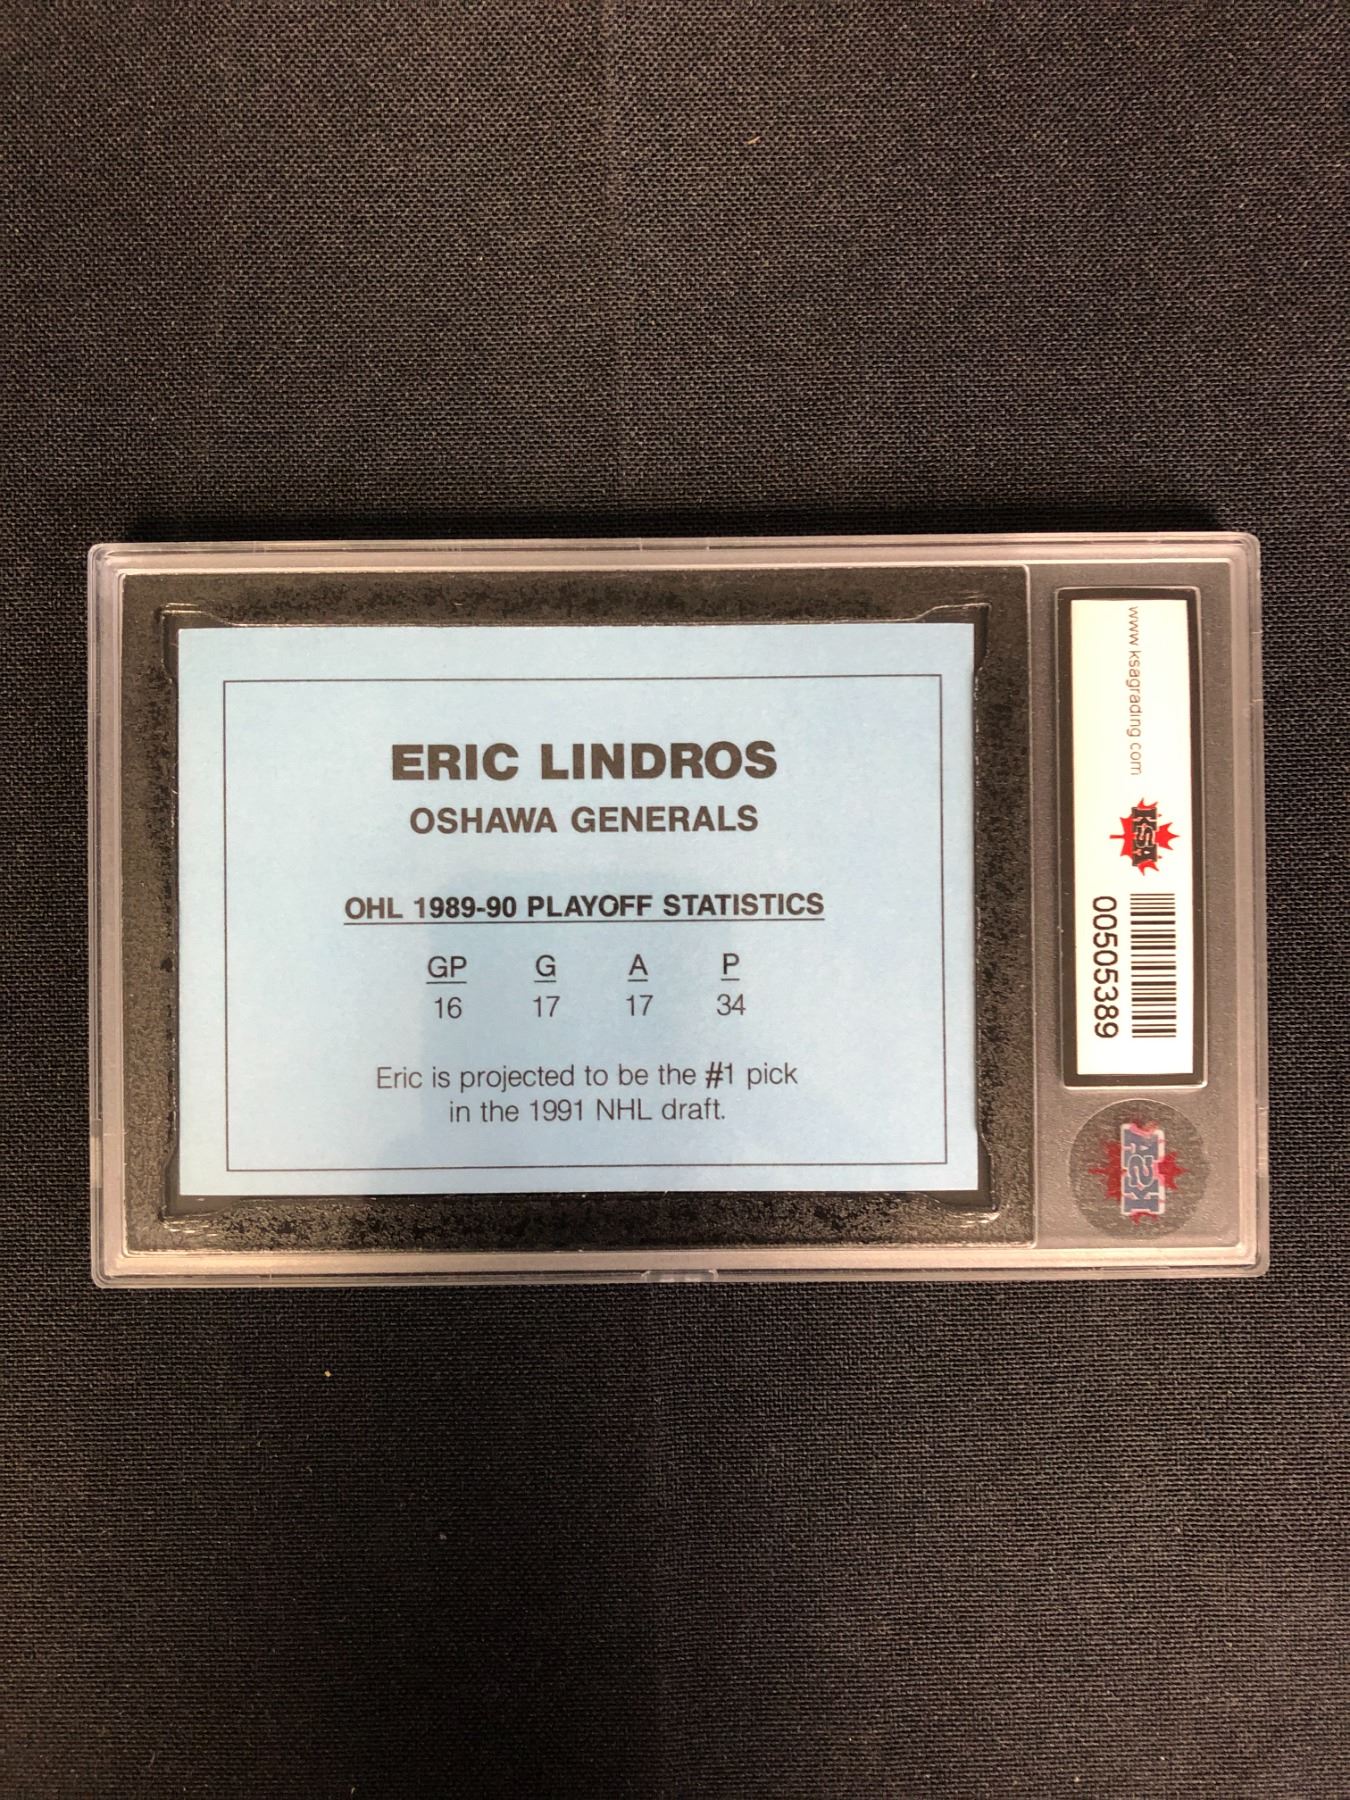 ERIC LINDROS
OSHAWA GENERALS
OHL 1989-90 PLAYOFF STATISTICS
GP G A P
16 17 17 34
Eric is projected to be the #1 pick
in the 1991 NHL draft.
www.ksagrading.com
KSA
00505389
KSA